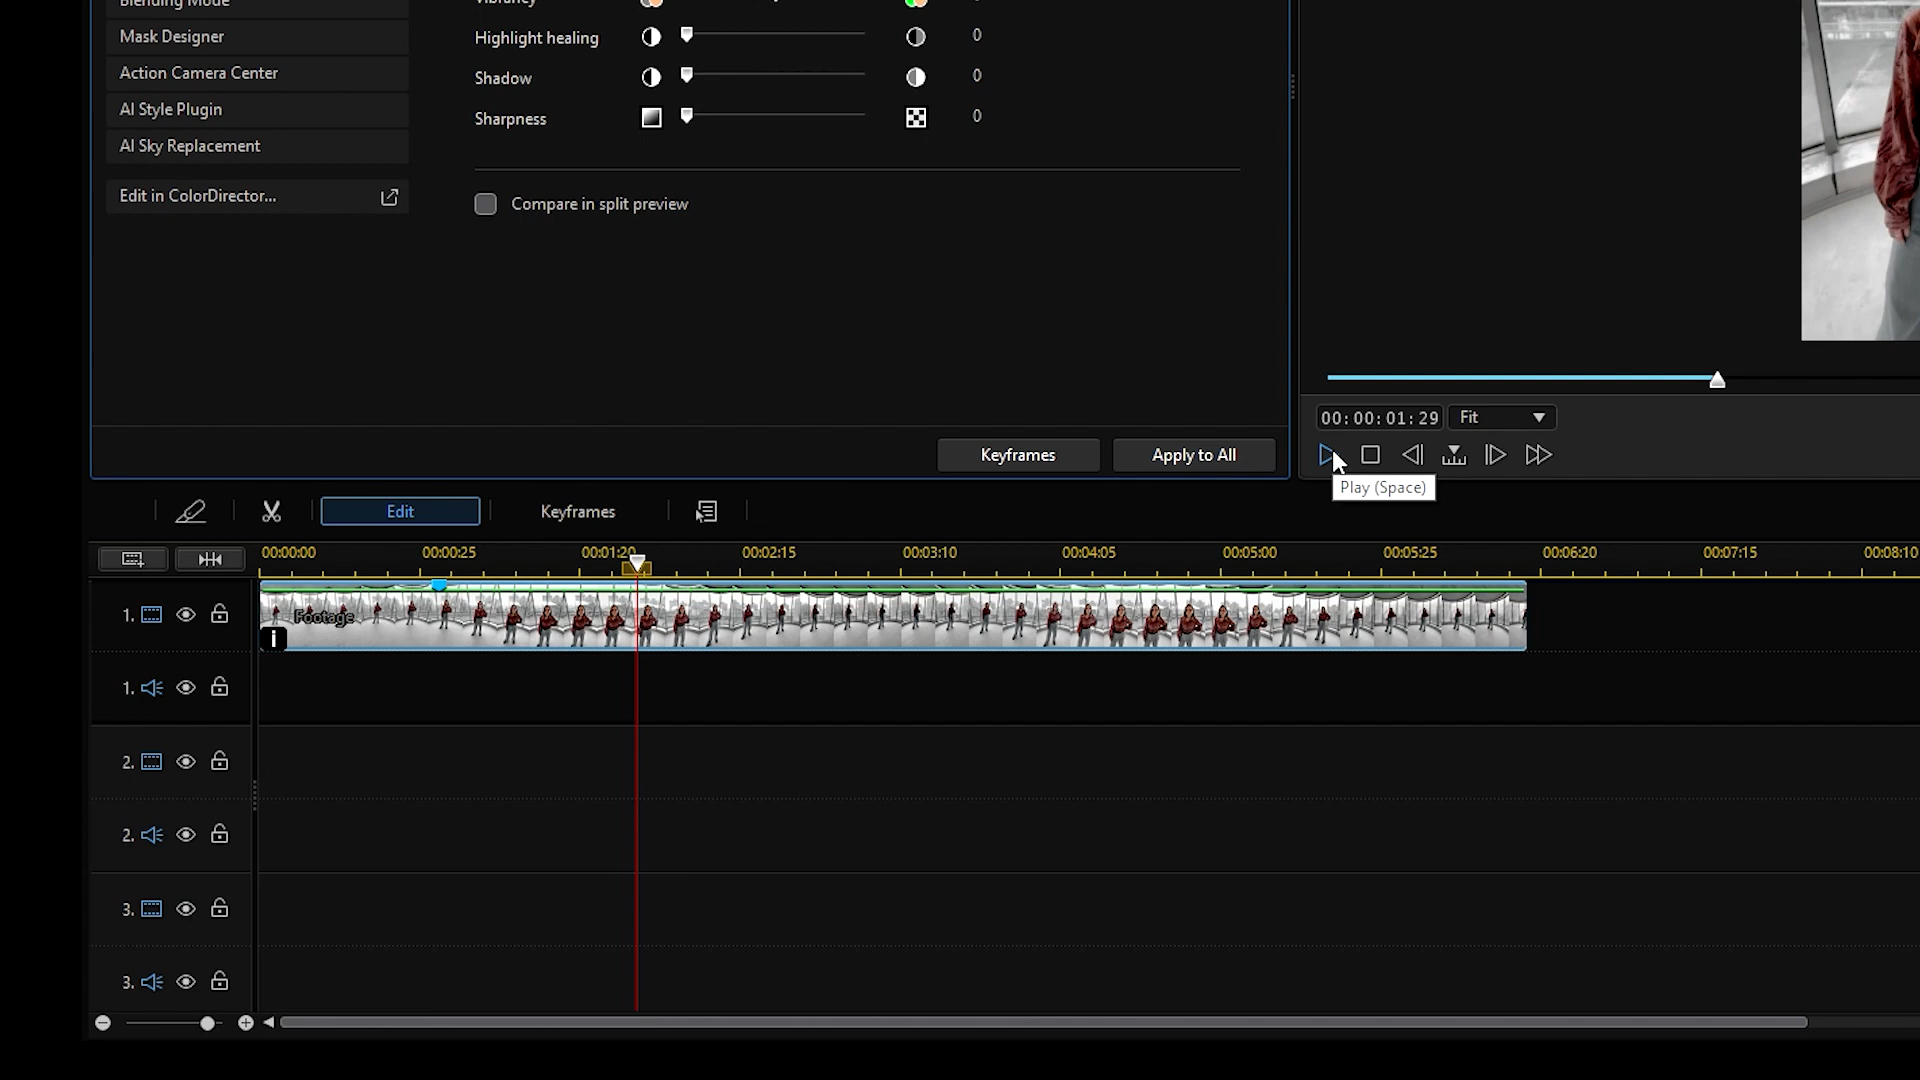 Blending Mode
Mask Designer
Action Camera Center
AI Style Plugin
AI Sky Replacement
Edit in ColorDirector...
Vibrancy
Highlight healing 0
Shadow 0
Sharpness 0
Compare in split preview
Keyframes Apply to All
00:00:01:29 Fit
Play (Space)
Edit Keyframes
00:00:00 00:00:25 00:01:20 00:02:15 00:03:10 00:04:05 00:05:00 00:05:25 00:06:20 00:07:15 00:08:10
1. Footage
i
1.
2.
2.
3.
3.